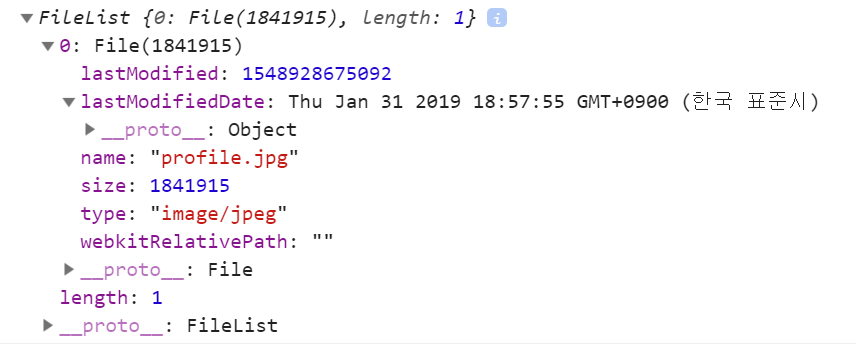 FileList {0: File(1841915), length: 1} i
0: File(1841915)
lastModified: 1548928675092
lastModifiedDate: Thu Jan 31 2019 18:57:55 GMT+0900 (한국 표준시)
__proto__: Object
name: "profile.jpg"
size: 1841915
type: "image/jpeg"
webkitRelativePath: ""
__proto__: File
length: 1
__proto__: FileList